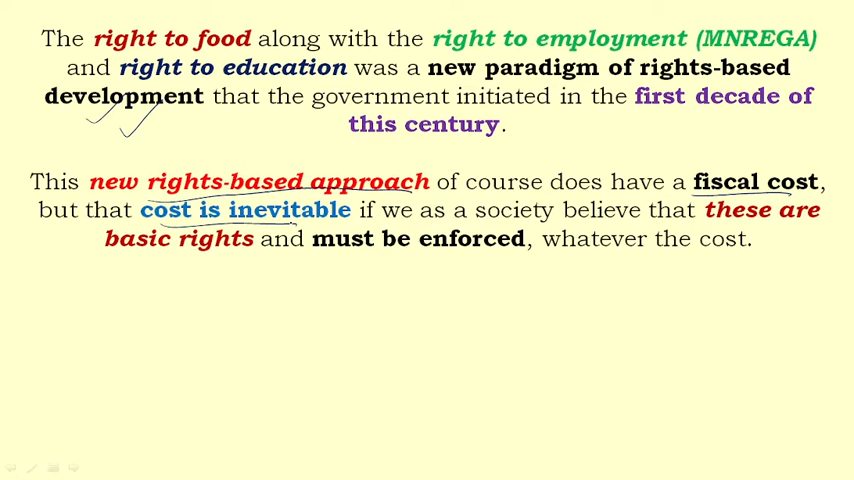 The right to food along with the right to employment (MNREGA)
and right to education was a new paradigm of rights-based
development that the government initiated in the first decade of
this century.
This new rights-based approach of course does have a fiscal cost,
but that cost is inevitable if we as a society believe that these are
basic rights and must be enforced, whatever the cost.